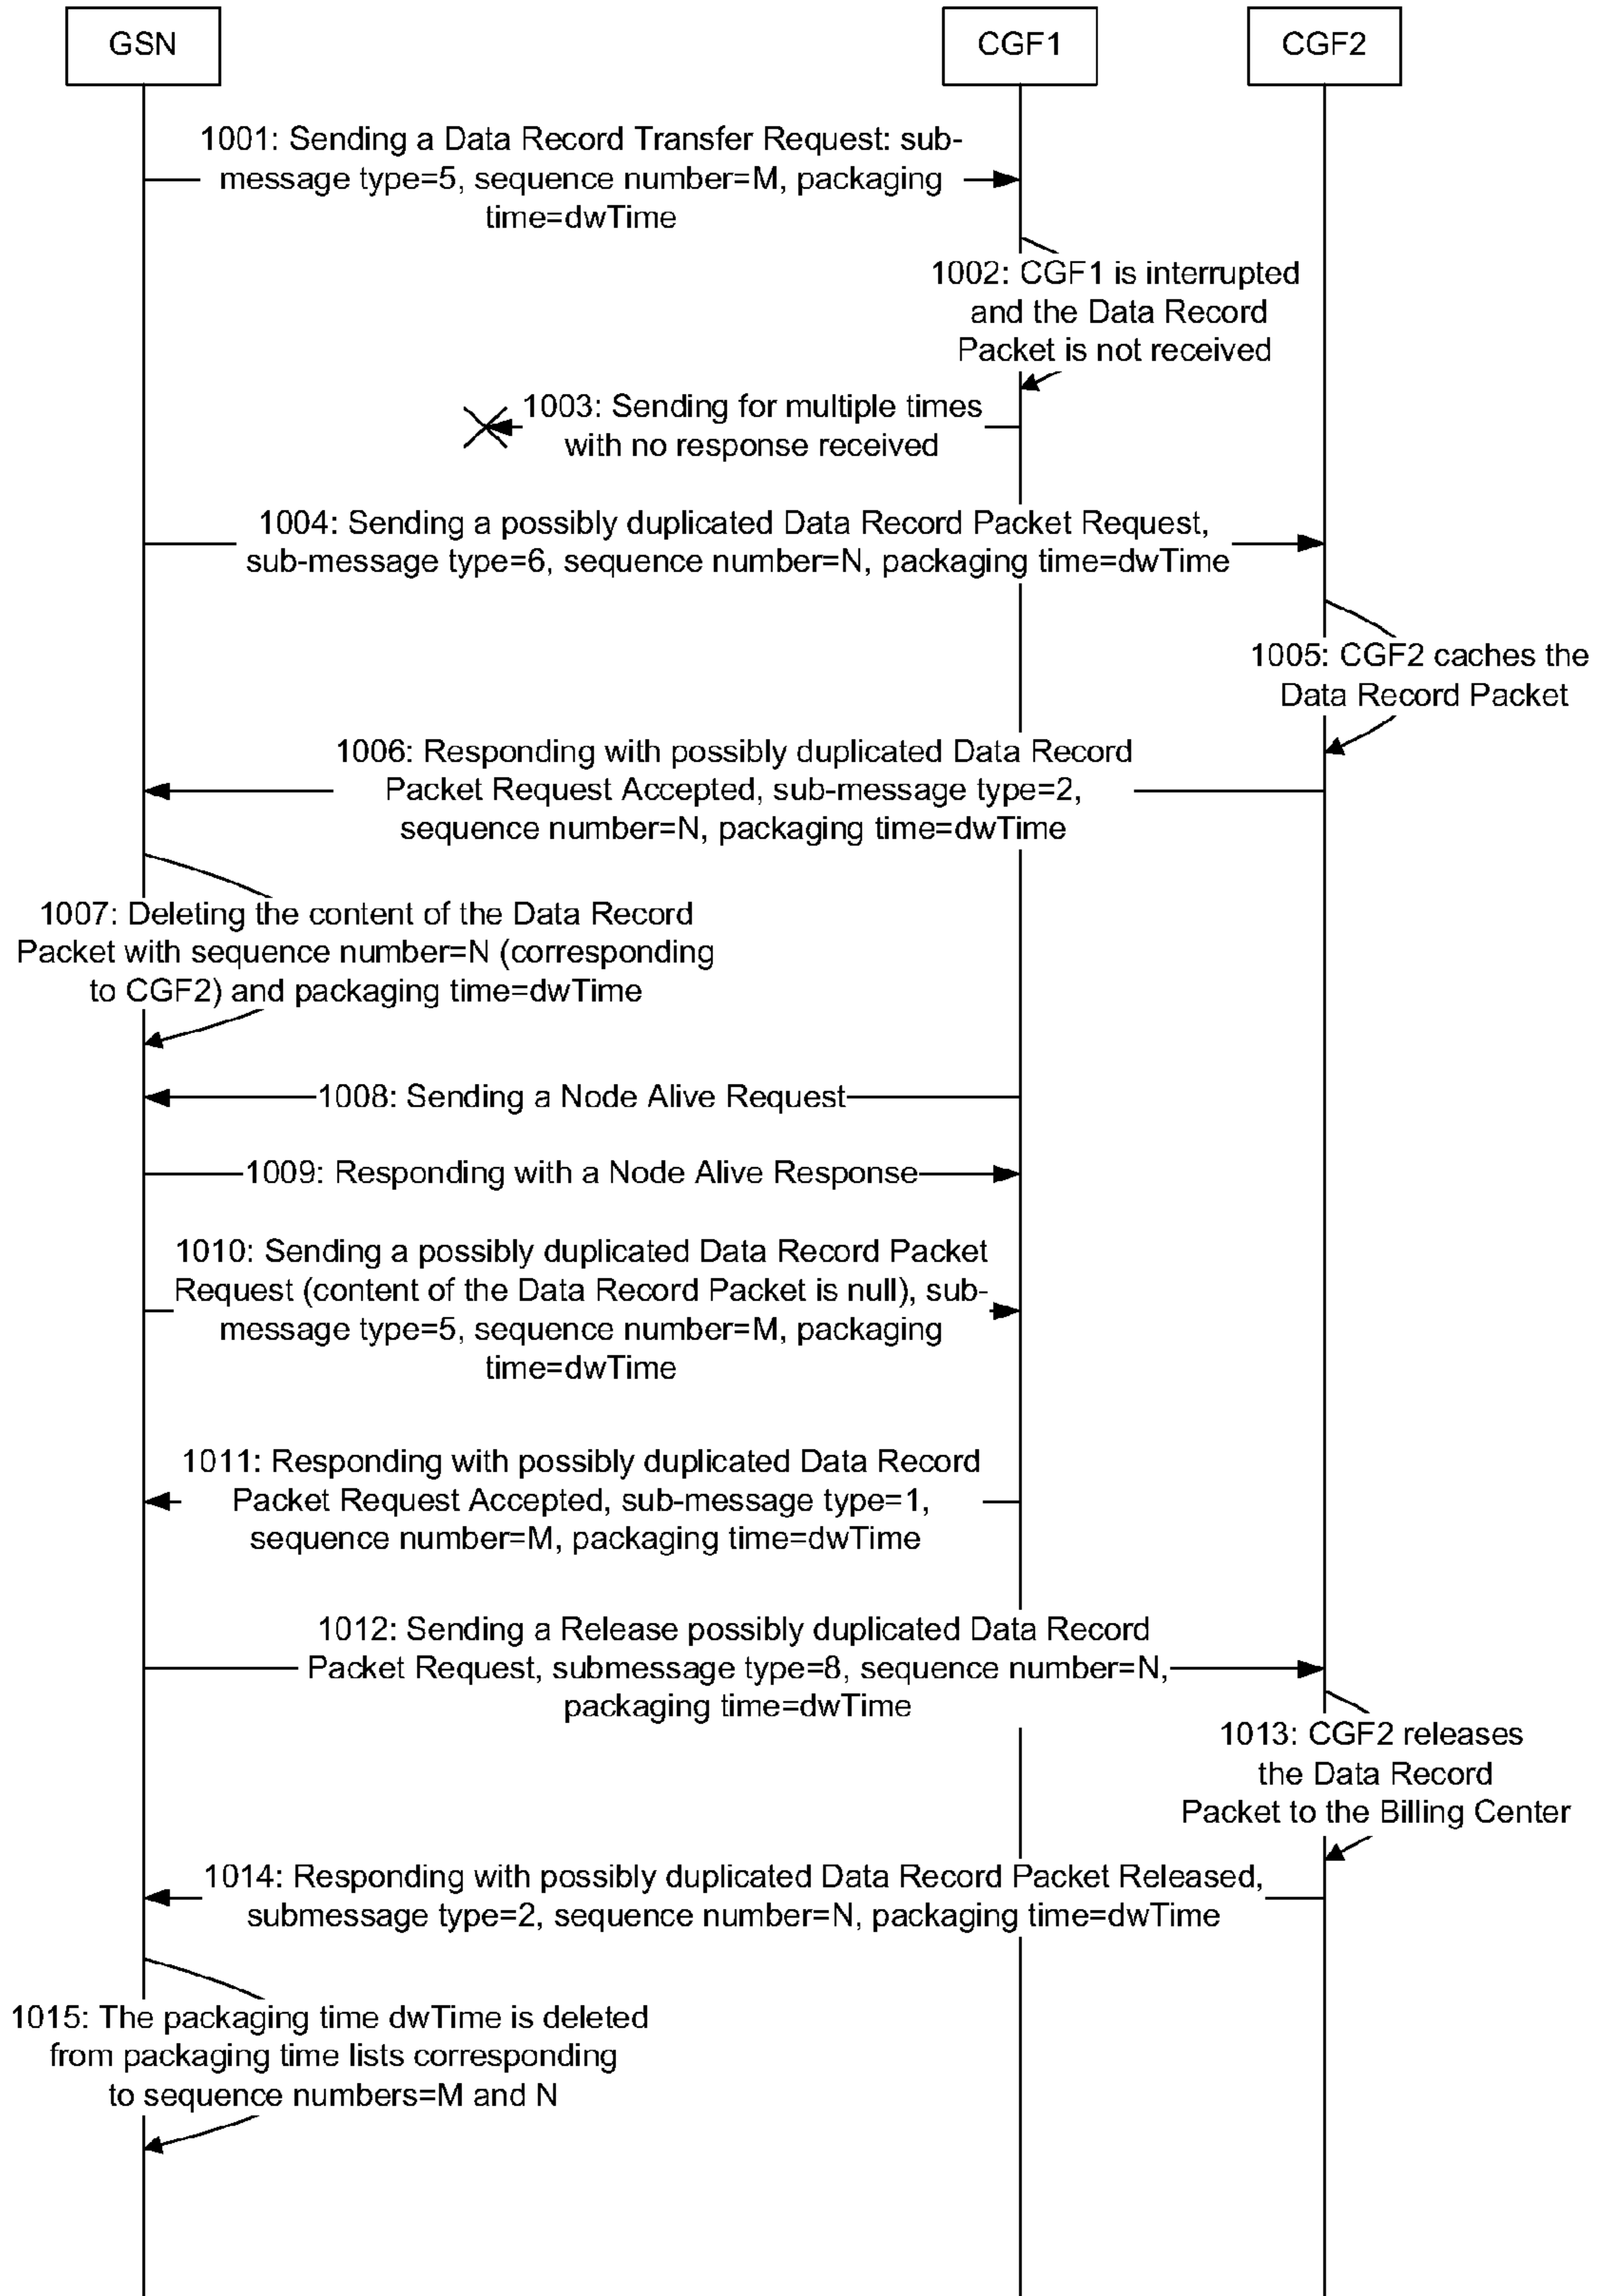 GSN
CGF1
CGF2
1001: Sending a Data Record Transfer Request: sub-
message type=5, sequence number=M, packaging
time=dwTime
1002: CGF1 is interrupted
and the Data Record
Packet is not received
1003: Sending for multiple times
with no response received
1004: Sending a possibly duplicated Data Record Packet Request,
sub-message type=6, sequence number=N, packaging time=dwTime
1005: CGF2 caches the
Data Record Packet
1006: Responding with possibly duplicated Data Record
Packet Request Accepted, sub-message type=2,
sequence number=N, packaging time=dwTime
1007: Deleting the content of the Data Record
Packet with sequence number=N (corresponding
to CGF2) and packaging time=dwTime
1008: Sending a Node Alive Request
1009: Responding with a Node Alive Response
1010: Sending a possibly duplicated Data Record Packet
Request (content of the Data Record Packet is null), sub-
message type=5, sequence number=M, packaging
time=dwTime
1011: Responding with possibly duplicated Data Record
Packet Request Accepted, sub-message type=1,
sequence number=M, packaging time=dwTime
1012: Sending a Release possibly duplicated Data Record
Packet Request, submessage type=8, sequence number=N,
packaging time=dwTime
1013: CGF2 releases
the Data Record
Packet to the Billing Center
1014: Responding with possibly duplicated Data Record Packet Released,
submessage type=2, sequence number=N, packaging time=dwTime
1015: The packaging time dwTime is deleted
from packaging time lists corresponding
to sequence numbers=M and N